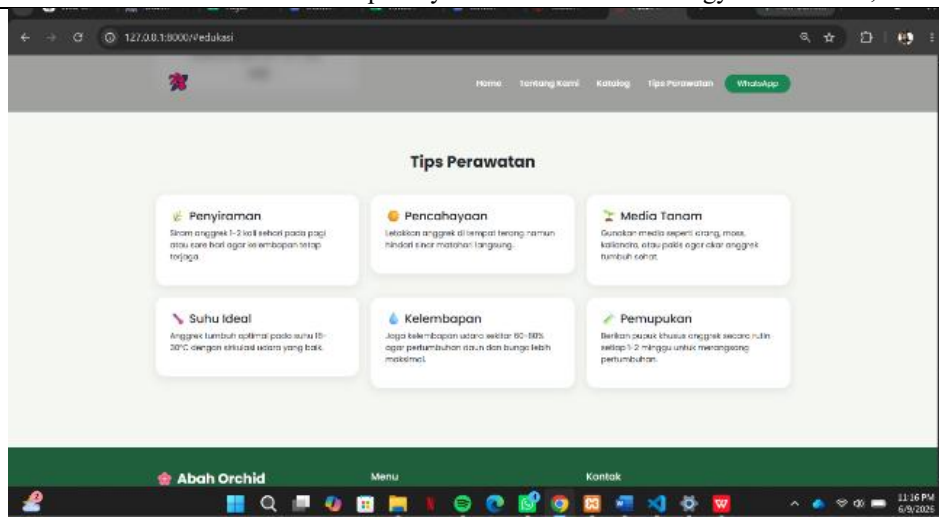 127.0.0.1:8000/#edukasi
Home Tentang Kami Katalog Tips Perawatan WhatsApp
Tips Perawatan
Penyiraman
Siram anggrek 1-2 kali sehari pada pagi
atau sore hari agar kelembapan tetap
terjaga.
Pencahayaan
Letakkan anggrek di tempat terang namun
hindari sinar matahari langsung.
Media Tanam
Gunakan media seperti arang, moss,
kaliandra, atau pakis agar akar anggrek
tumbuh sehat.
Suhu Ideal
Anggrek tumbuh optimal pada suhu 18-
30°C dengan sirkulasi udara yang baik.
Kelembapan
Jaga kelembapan udara sekitar 60-80%
agar pertumbuhan daun dan bunga lebih
maksimal.
Pemupukan
Berikan pupuk khusus anggrek secara rutin
setiap 1-2 minggu untuk merangsang
pertumbuhan.
Abah Orchid
Menu
Kontak
11:16 PM
6/9/2026